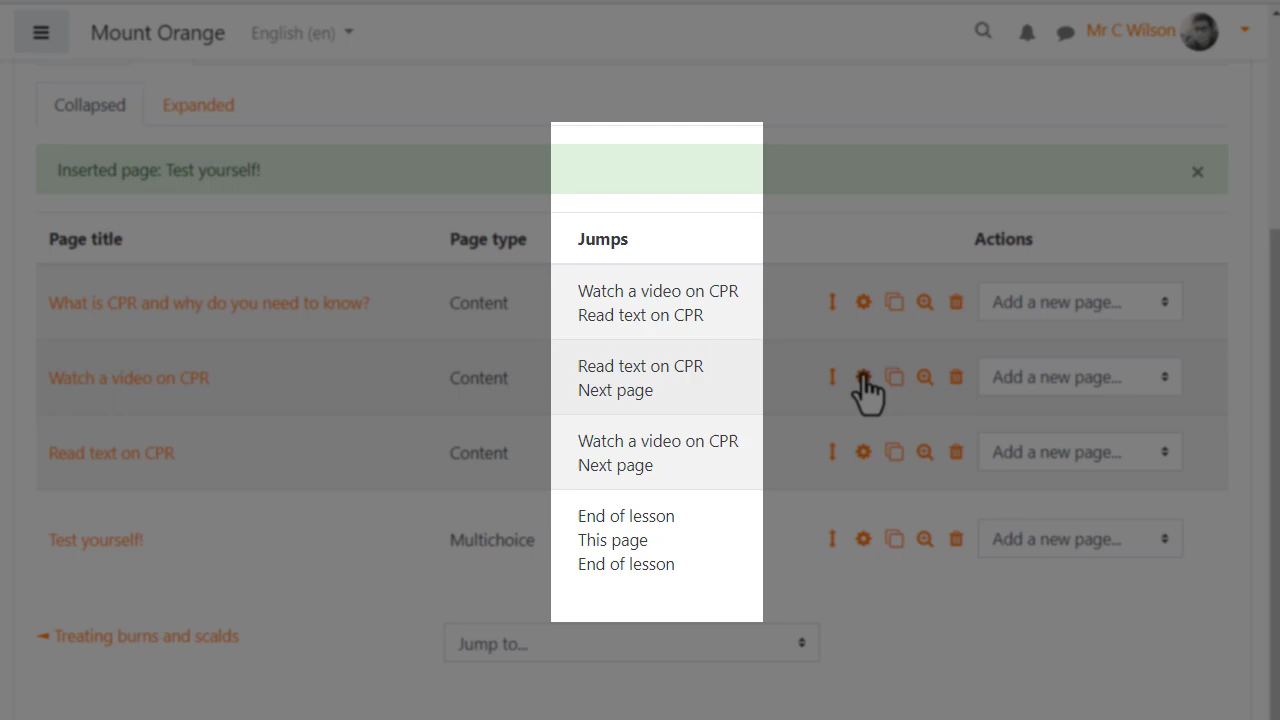 Mount Orange English (en) Mr C Wilson
Collapsed Expanded
Inserted page: Test yourself! ×
Page title Page type Jumps Actions
What is CPR and why do you need to know? Content Watch a video on CPR Add a new page...
Read text on CPR
Watch a video on CPR Content Read text on CPR Add a new page...
Next page
Read text on CPR Content Watch a video on CPR Add a new page...
Next page
Test yourself! Multichoice End of lesson Add a new page...
This page
End of lesson
◄ Treating burns and scalds Jump to...